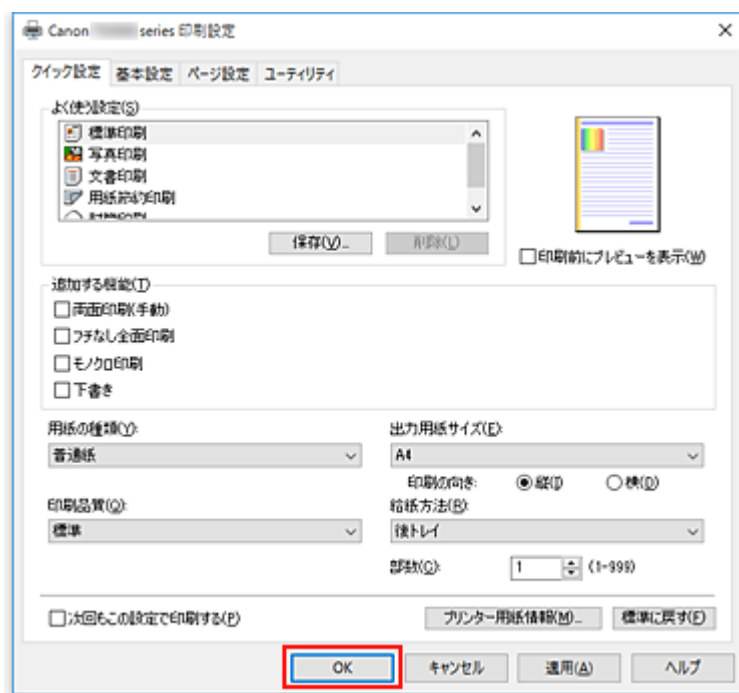 Canon series 印刷設定
クイック設定 基本設定 ページ設定 ユーティリティ
よく使う設定(S)
標準印刷
写真印刷
文書印刷
用紙節約印刷
保存(V)... 削除(L)
印刷前にプレビューを表示(W)
追加する機能(T)
両面印刷(手動)
フチなし全面印刷
モノクロ印刷
下書き
用紙の種類(Y): 出力用紙サイズ(E):
普通紙 A4
印刷の向き: 縦(I) 横(D)
印刷品質(Q): 給紙方法(R):
標準 後トレイ
部数(C): 1 (1-999)
次回もこの設定で印刷する(P) プリンター用紙情報(M)... 標準に戻す(F)
OK キャンセル 適用(A) ヘルプ